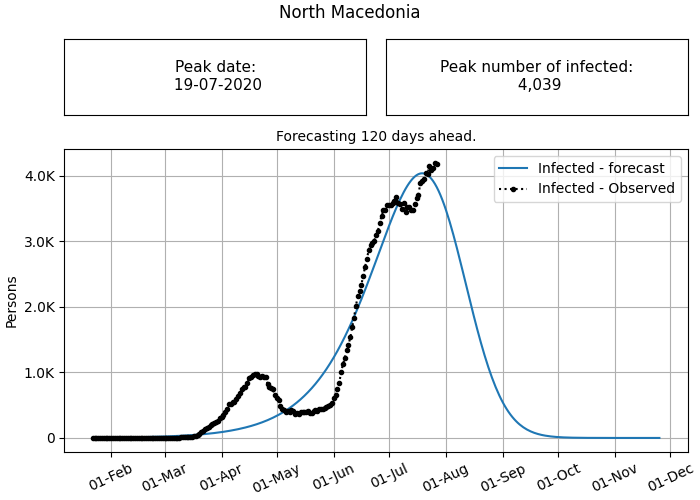 North Macedonia
Peak date:
19-07-2020
Peak number of infected:
4,039
Forecasting 120 days ahead.
Infected - forecast
Infected - Observed
4.0K
3.0K
2.0K
1.0K
0
Persons
01-Feb
01-Mar
01-Apr
01-May
01-Jun
01-Jul
01-Aug
01-Sep
01-Oct
01-Nov
01-Dec